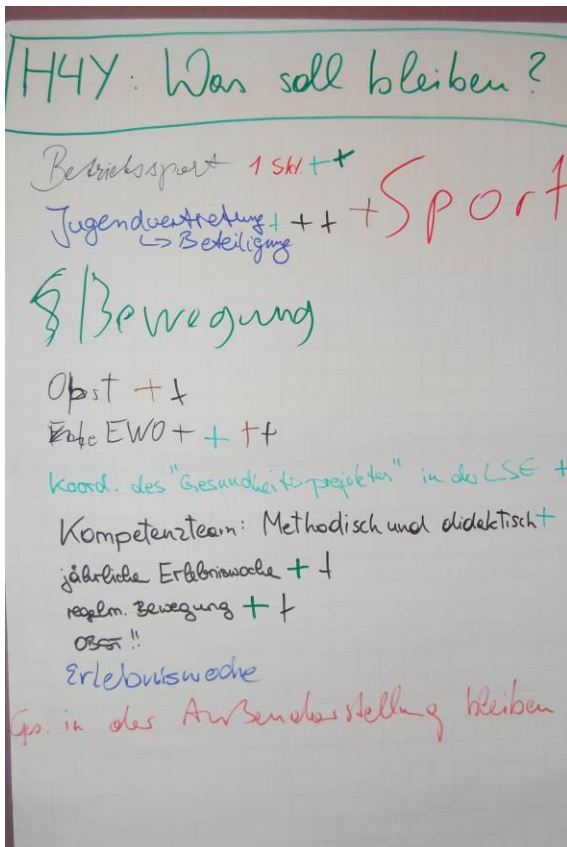 H4Y: Was soll bleiben?
Betriebssport 1 Skl. + +
Jugendvertretung + + + + Sport
↳ Beteiligung
Bewegung
Obst + +
EWO + + + +
Koord. des "Gesundheitsprojektes" in der LSE +
Kompetenzteam: Methodisch und didaktisch +
jährliche Erlebniswoche + +
regelm. Bewegung + +
OBST !!
Erlebniswoche
in der Außendarstellung bleiben